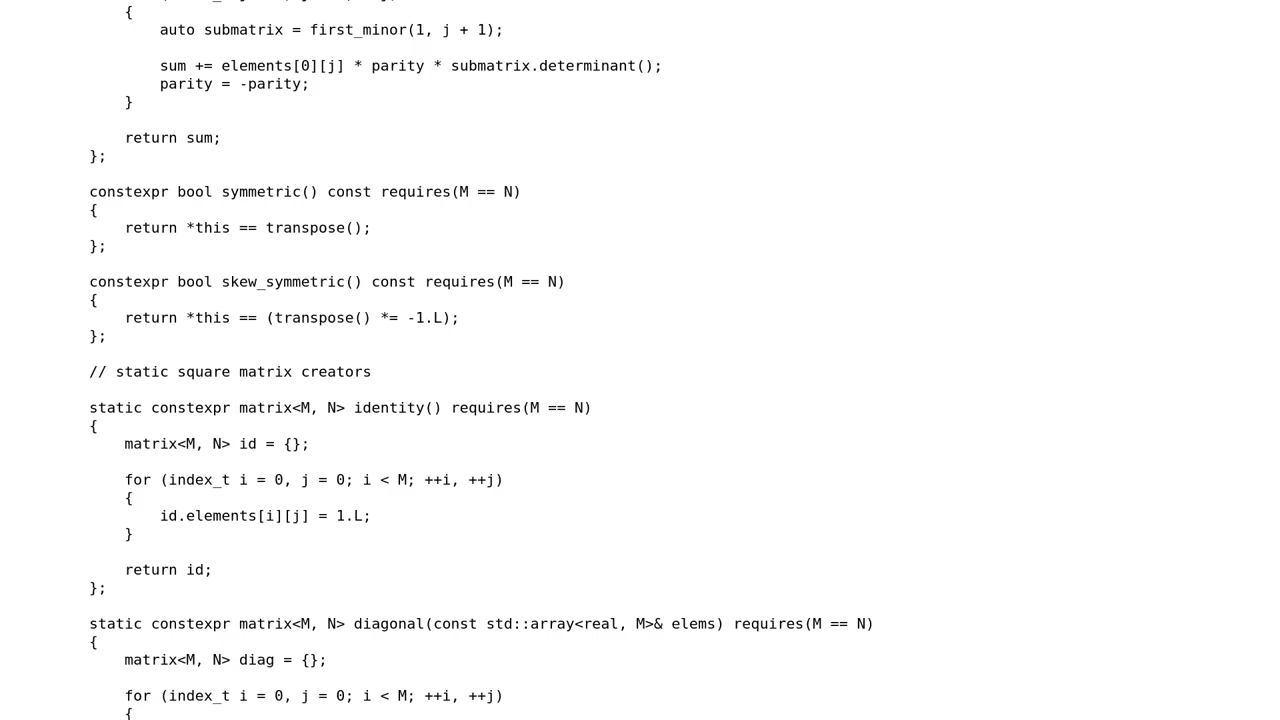 {
auto submatrix = first_minor(1, j + 1);
sum += elements[0][j] * parity * submatrix.determinant();
parity = -parity;
}
return sum;
};
constexpr bool symmetric() const requires(M == N)
{
return *this == transpose();
};
constexpr bool skew_symmetric() const requires(M == N)
{
return *this == (transpose() *= -1.L);
};
// static square matrix creators
static constexpr matrix<M, N> identity() requires(M == N)
{
matrix<M, N> id = {};
for (index_t i = 0, j = 0; i < M; ++i, ++j)
{
id.elements[i][j] = 1.L;
}
return id;
};
static constexpr matrix<M, N> diagonal(const std::array<real, M>& elems) requires(M == N)
{
matrix<M, N> diag = {};
for (index_t i = 0, j = 0; i < M; ++i, ++j)
{